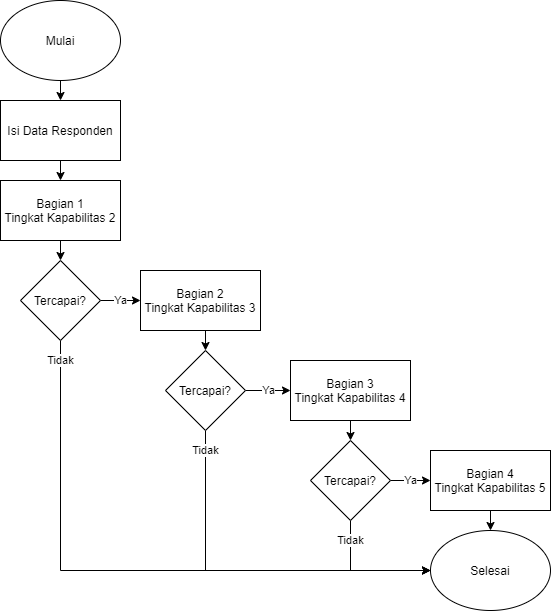 Mulai
Isi Data Responden
Bagian 1
Tingkat Kapabilitas 2
Tercapai?
Ya
Bagian 2
Tingkat Kapabilitas 3
Tidak
Tercapai?
Ya
Bagian 3
Tingkat Kapabilitas 4
Tidak
Tercapai?
Ya
Bagian 4
Tingkat Kapabilitas 5
Tidak
Selesai